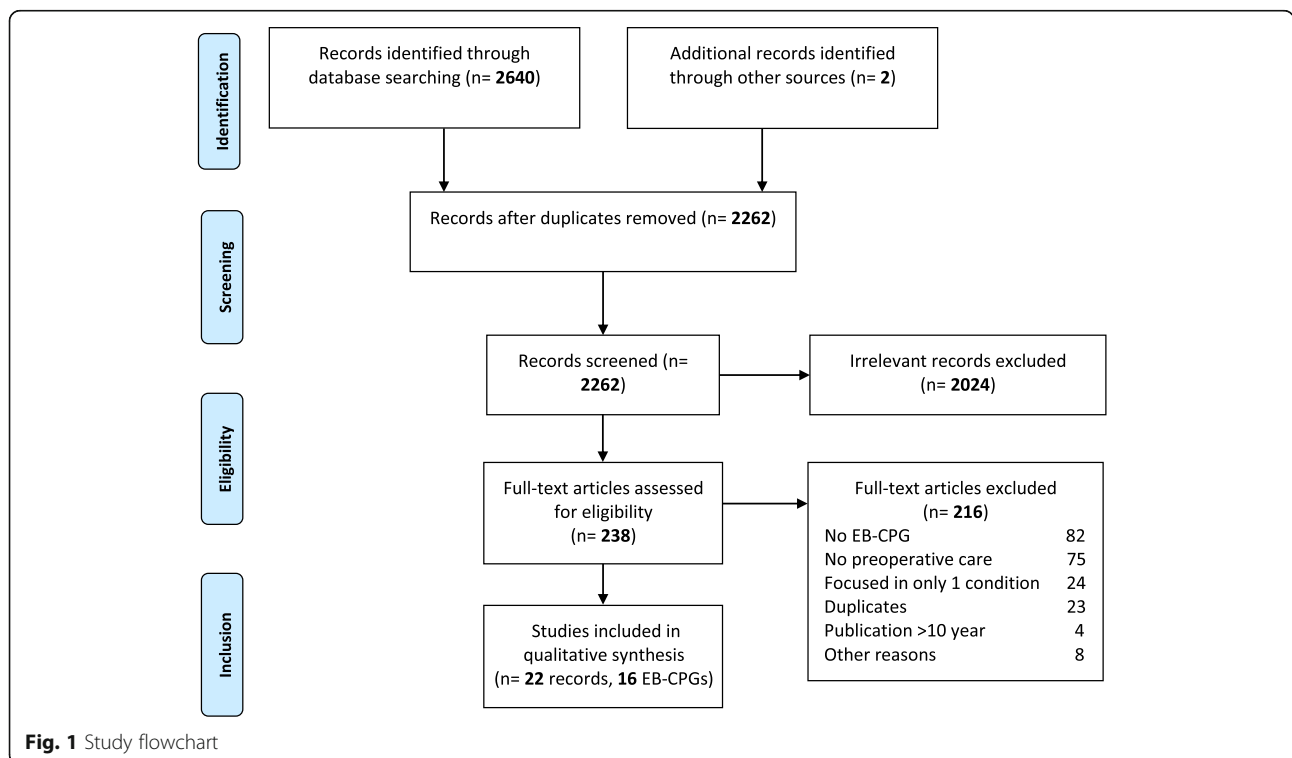 Identification
Records identified through
database searching (n= 2640)
Additional records identified
through other sources (n= 2)
Screening
Records after duplicates removed (n= 2262)
Records screened (n=
2262)
Irrelevant records excluded
(n= 2024)
Eligibility
Full-text articles assessed
for eligibility
(n= 238)
Full-text articles excluded
(n= 216)
No EB-CPG 82
No preoperative care 75
Focused in only 1 condition 24
Duplicates 23
Publication >10 year 4
Other reasons 8
Inclusion
Studies included in
qualitative synthesis
(n= 22 records, 16 EB-CPGs)
Fig. 1 Study flowchart